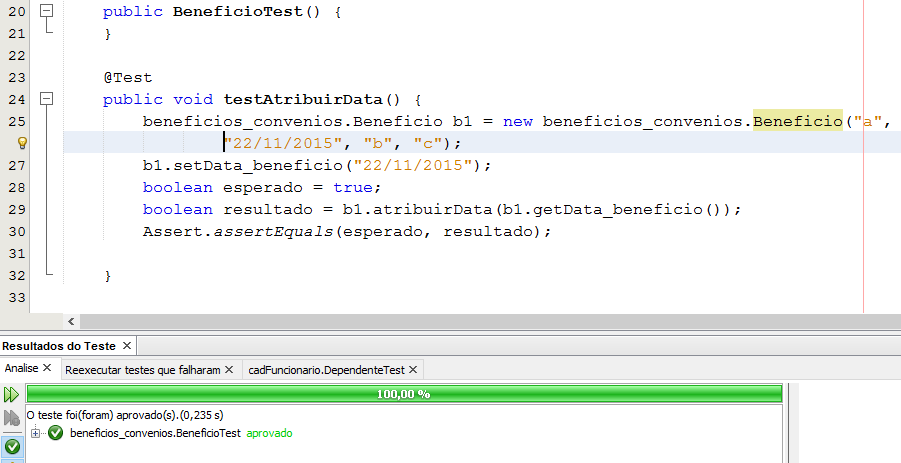 20 public BeneficioTest() {
21 }
22
23 @Test
24 public void testAtribuirData() {
25 beneficios_convenios.Beneficio b1 = new beneficios_convenios.Beneficio("a",
"22/11/2015", "b", "c");
27 b1.setData_beneficio("22/11/2015");
28 boolean esperado = true;
29 boolean resultado = b1.atribuirData(b1.getData_beneficio());
30 Assert.assertEquals(esperado, resultado);
31
32 }
33
Resultados do Teste
Analise Reexecutar testes que falharam cadFuncionario.DependenteTest
100,00 %
O teste foi(foram) aprovado(s).(0,235 s)
beneficios_convenios.BeneficioTest aprovado